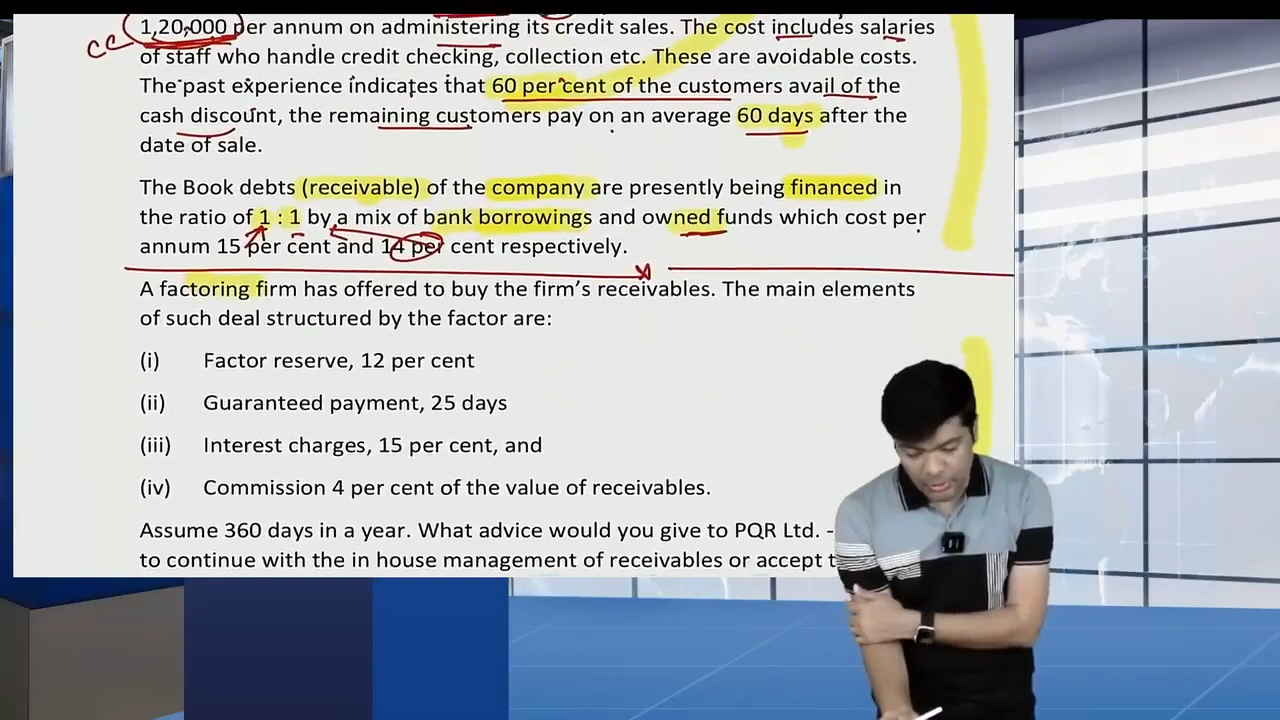 1,20,000 per annum on administering its credit sales. The cost includes salaries
CC
of staff who handle credit checking, collection etc. These are avoidable costs.
The past experience indicates that 60 per cent of the customers avail of the
cash discount, the remaining customers pay on an average 60 days after the
date of sale.
The Book debts (receivable) of the company are presently being financed in
the ratio of 1 : 1 by a mix of bank borrowings and owned funds which cost per
annum 15 per cent and 14 per cent respectively.
A factoring firm has offered to buy the firm's receivables. The main elements
of such deal structured by the factor are:
(i) Factor reserve, 12 per cent
(ii) Guaranteed payment, 25 days
(iii) Interest charges, 15 per cent, and
(iv) Commission 4 per cent of the value of receivables.
Assume 360 days in a year. What advice would you give to PQR Ltd. -
to continue with the in house management of receivables or accept t